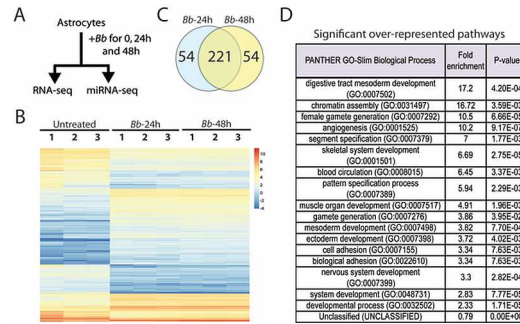 A
Astrocytes
+Bb for 0, 24h
and 48h
RNA-seq miRNA-seq
B
Untreated Bb-24h Bb-48h
1 2 3 1 2 3 1 2 3
10
8
6
4
2
0
-2
-4
C
Bb-24h Bb-48h
54 221 54
D
Significant over-represented pathways
PANTHER GO-Slim Biological Process Fold enrichment P-value
digestive tract mesoderm development (GO:0007502) 17.2 4.20E-04
chromatin assembly (GO:0031497) 16.72 3.59E-03
female gamete generation (GO:0007292) 10.5 6.66E-05
angiogenesis (GO:0001525) 10.2 9.17E-07
segment specification (GO:0007379) 7 1.77E-03
skeletal system development (GO:0001501) 6.69 2.75E-05
blood circulation (GO:0008015) 6.45 3.37E-03
pattern specification process (GO:0007389) 5.94 2.29E-03
muscle organ development (GO:0007517) 4.91 1.96E-03
gamete generation (GO:0007276) 3.86 3.95E-03
mesoderm development (GO:0007498) 3.82 7.70E-04
ectoderm development (GO:0007398) 3.72 4.02E-03
cell adhesion (GO:0007155) 3.34 7.63E-03
biological adhesion (GO:0022610) 3.34 7.63E-03
nervous system development (GO:0007399) 3.3 2.82E-04
system development (GO:0048731) 2.83 7.77E-05
developmental process (GO:0032502) 2.33 1.71E-05
Unclassified (UNCLASSIFIED) 0.79 0.00E+00